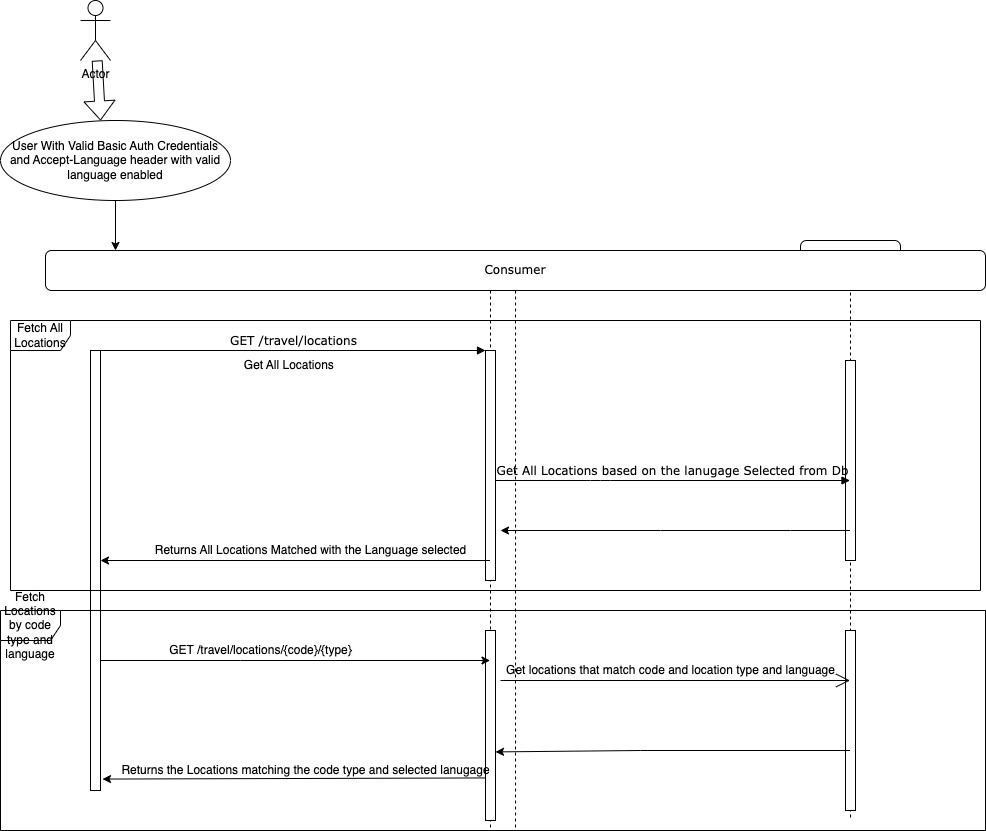 Actor
User With Valid Basic Auth Credentials
and Accept-Language header with valid
language enabled
Consumer
Fetch All
Locations
GET /travel/locations
Get All Locations
Get All Locations based on the lanugage Selected from Db
Returns All Locations Matched with the Language selected
Fetch
Locations
by code
type and
language
GET /travel/locations/{code}/{type}
Get locations that match code and location type and language
Returns the Locations matching the code type and selected lanugage